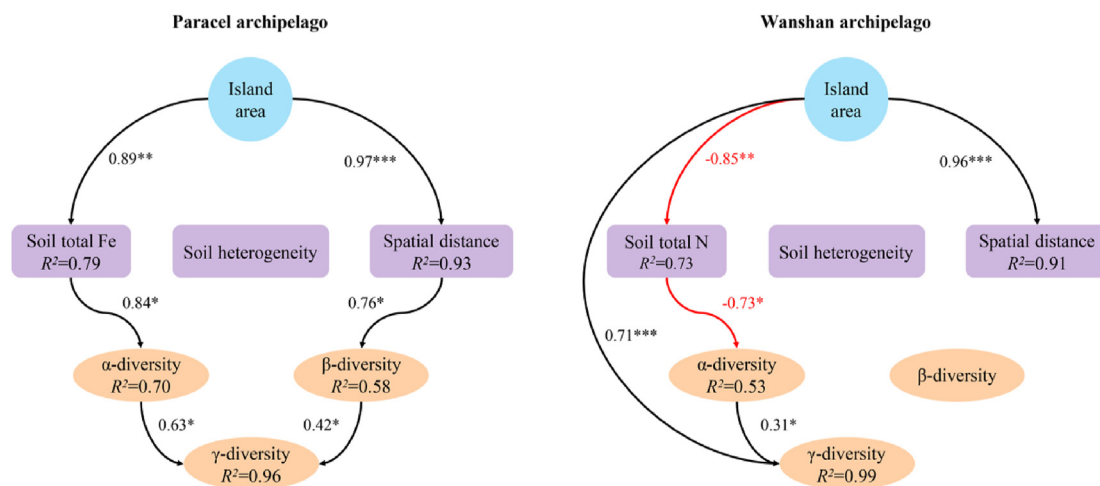 Paracel archipelago
Island
area
0.89**
0.97***
Soil total Fe
R²=0.79
Soil heterogeneity
Spatial distance
R²=0.93
0.84*
0.76*
α-diversity
R²=0.70
β-diversity
R²=0.58
0.63*
0.42*
γ-diversity
R²=0.96
Wanshan archipelago
Island
area
-0.85**
0.96***
Soil total N
R²=0.73
Soil heterogeneity
Spatial distance
R²=0.91
-0.73*
0.71***
α-diversity
R²=0.53
β-diversity
0.31*
γ-diversity
R²=0.99